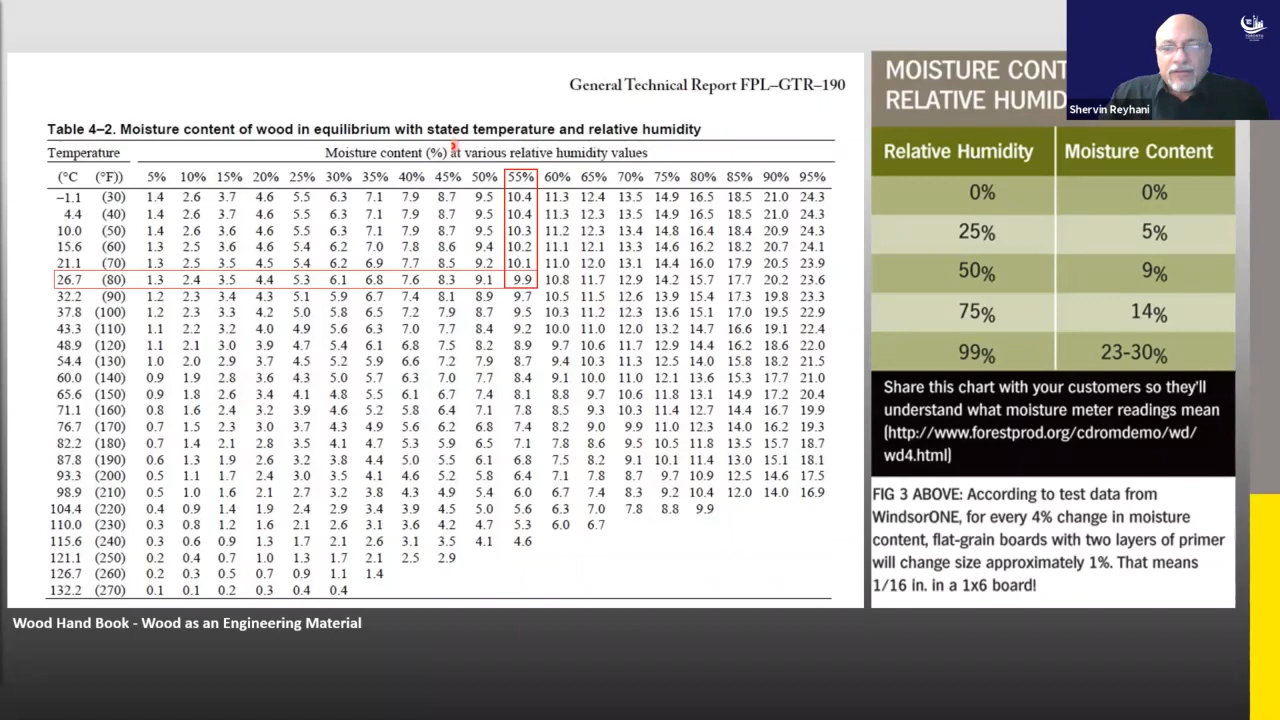 General Technical Report FPL–GTR–190
Table 4–2. Moisture content of wood in equilibrium with stated temperature and relative humidity
Temperature Moisture content (%) at various relative humidity values
(°C (°F)) 5% 10% 15% 20% 25% 30% 35% 40% 45% 50% 55% 60% 65% 70% 75% 80% 85% 90% 95%
–1.1 (30) 1.4 2.6 3.7 4.6 5.5 6.3 7.1 7.9 8.7 9.5 10.4 11.3 12.4 13.5 14.9 16.5 18.5 21.0 24.3
4.4 (40) 1.4 2.6 3.7 4.6 5.5 6.3 7.1 7.9 8.7 9.5 10.4 11.3 12.3 13.5 14.9 16.5 18.5 21.0 24.3
10.0 (50) 1.4 2.6 3.6 4.6 5.5 6.3 7.1 7.9 8.7 9.5 10.3 11.2 12.3 13.4 14.8 16.4 18.4 20.9 24.3
15.6 (60) 1.3 2.5 3.6 4.6 5.4 6.2 7.0 7.8 8.6 9.4 10.2 11.1 12.1 13.3 14.6 16.2 18.2 20.7 24.1
21.1 (70) 1.3 2.5 3.5 4.5 5.4 6.2 6.9 7.7 8.5 9.2 10.1 11.0 12.0 13.1 14.4 16.0 17.9 20.5 23.9
26.7 (80) 1.3 2.4 3.5 4.4 5.3 6.1 6.8 7.6 8.3 9.1 9.9 10.8 11.7 12.9 14.2 15.7 17.7 20.2 23.6
32.2 (90) 1.2 2.3 3.4 4.3 5.1 5.9 6.7 7.4 8.1 8.9 9.7 10.5 11.5 12.6 13.9 15.4 17.3 19.8 23.3
37.8 (100) 1.2 2.3 3.3 4.2 5.0 5.8 6.5 7.2 7.9 8.7 9.5 10.3 11.2 12.3 13.6 15.1 17.0 19.5 22.9
43.3 (110) 1.1 2.2 3.2 4.0 4.9 5.6 6.3 7.0 7.7 8.4 9.2 10.0 11.0 12.0 13.2 14.7 16.6 19.1 22.4
48.9 (120) 1.1 2.1 3.0 3.9 4.7 5.4 6.1 6.8 7.5 8.2 8.9 9.7 10.6 11.7 12.9 14.4 16.2 18.6 22.0
54.4 (130) 1.0 2.0 2.9 3.7 4.5 5.2 5.9 6.6 7.2 7.9 8.7 9.4 10.3 11.3 12.5 14.0 15.8 18.2 21.5
60.0 (140) 0.9 1.9 2.8 3.6 4.3 5.0 5.7 6.3 7.0 7.7 8.4 9.1 10.0 11.0 12.1 13.6 15.3 17.7 21.0
65.6 (150) 0.9 1.8 2.6 3.4 4.1 4.8 5.5 6.1 6.7 7.4 8.1 8.8 9.7 10.6 11.8 13.1 14.9 17.2 20.4
71.1 (160) 0.8 1.6 2.4 3.2 3.9 4.6 5.2 5.8 6.4 7.1 7.8 8.5 9.3 10.3 11.4 12.7 14.4 16.7 19.9
76.7 (170) 0.7 1.5 2.3 3.0 3.7 4.3 4.9 5.6 6.2 6.8 7.4 8.2 9.0 9.9 11.0 12.3 14.0 16.2 19.3
82.2 (180) 0.7 1.4 2.1 2.8 3.5 4.1 4.7 5.3 5.9 6.5 7.1 7.8 8.6 9.5 10.5 11.8 13.5 15.7 18.7
87.8 (190) 0.6 1.3 1.9 2.6 3.2 3.8 4.4 5.0 5.5 6.1 6.8 7.5 8.2 9.1 10.1 11.4 13.0 15.1 18.1
93.3 (200) 0.5 1.1 1.7 2.4 3.0 3.5 4.1 4.6 5.2 5.8 6.4 7.1 7.8 8.7 9.7 10.9 12.5 14.6 17.5
98.9 (210) 0.5 1.0 1.6 2.1 2.7 3.2 3.8 4.3 4.9 5.4 6.0 6.7 7.4 8.3 9.2 10.4 12.0 14.0 16.9
104.4 (220) 0.4 0.9 1.4 1.9 2.4 2.9 3.4 3.9 4.5 5.0 5.6 6.3 7.0 7.8 8.8 9.9
110.0 (230) 0.3 0.8 1.2 1.6 2.1 2.6 3.1 3.6 4.2 4.7 5.3 6.0 6.7
115.6 (240) 0.3 0.6 0.9 1.3 1.7 2.1 2.6 3.1 3.5 4.1 4.6
121.1 (250) 0.2 0.4 0.7 1.0 1.3 1.7 2.1 2.5 2.9
126.7 (260) 0.2 0.3 0.5 0.7 0.9 1.1 1.4
132.2 (270) 0.1 0.1 0.2 0.3 0.4 0.4
Wood Hand Book - Wood as an Engineering Material
MOISTURE CONT
RELATIVE HUMID
Shervin Reyhani
Relative Humidity Moisture Content
0% 0%
25% 5%
50% 9%
75% 14%
99% 23-30%
Share this chart with your customers so they'll
understand what moisture meter readings mean
(http://www.forestprod.org/cdromdemo/wd/
wd4.html)
FIG 3 ABOVE: According to test data from
WindsorONE, for every 4% change in moisture
content, flat-grain boards with two layers of primer
will change size approximately 1%. That means
1/16 in. in a 1x6 board!